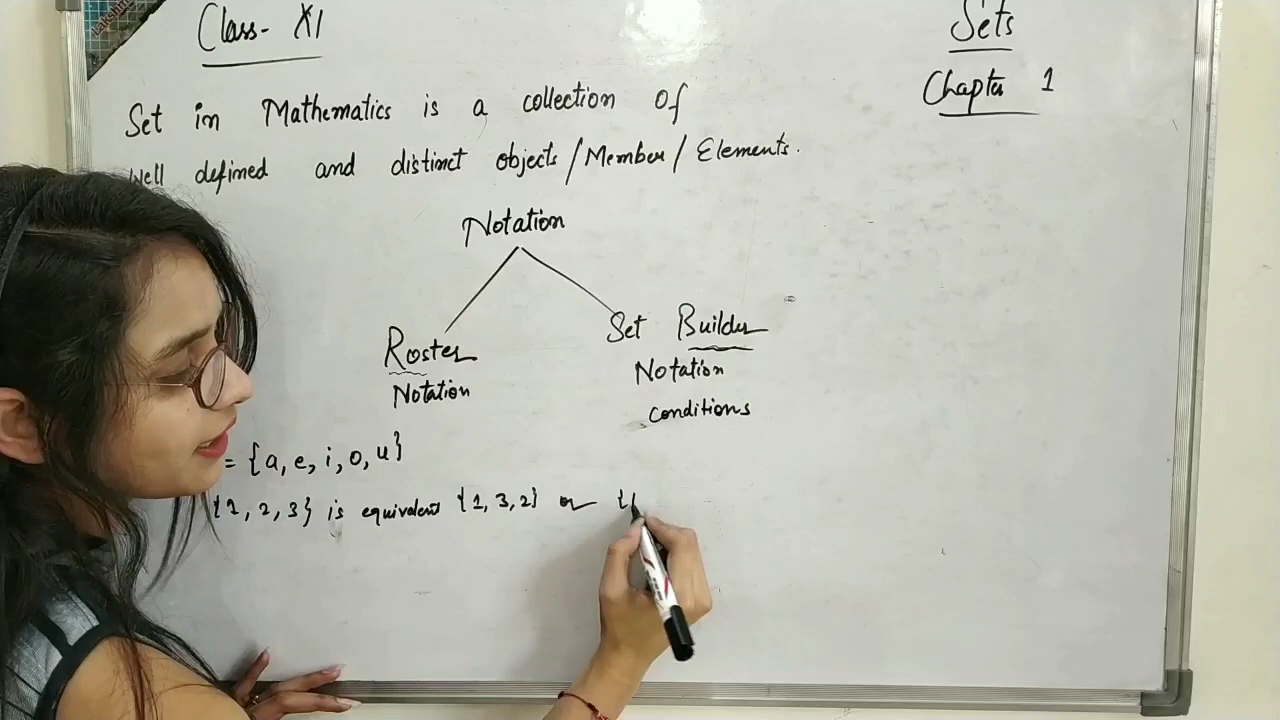 Class- XI
Sets
Chapter 1
Set in Mathematics is a collection of
Well defined and distinct objects/Member/Elements.
Notation
Roster
Notation
Set Builder
Notation
conditions
= {a, e, i, o, u}
{1, 2, 3} is equivalent {1, 3, 2} or {1